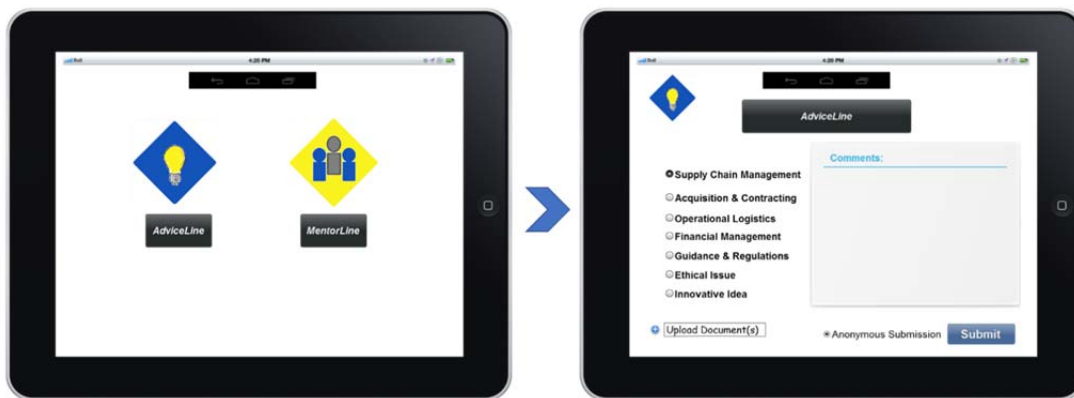 4:20 PM
AdviceLine
MentorLine
4:20 PM
AdviceLine
Supply Chain Management
Acquisition & Contracting
Operational Logistics
Financial Management
Guidance & Regulations
Ethical Issue
Innovative Idea
Upload Document(s)
Comments:
Anonymous Submission
Submit